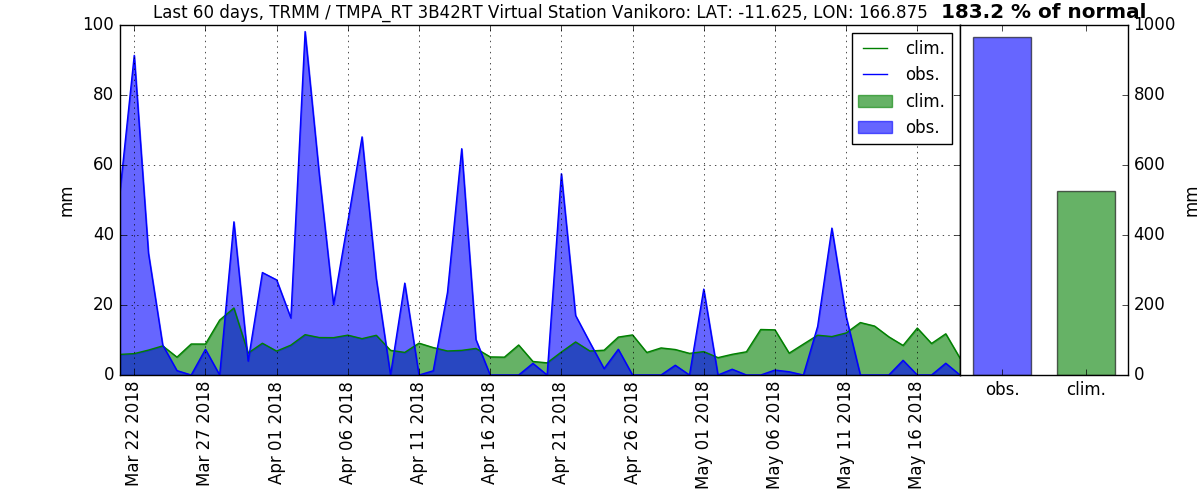 Last 60 days, TRMM / TMPA_RT 3B42RT Virtual Station Vanikoro: LAT: -11.625, LON: 166.875 183.2 % of normal
100
80
60
40
20
0
mm
clim.
obs.
clim.
obs.
Mar 22 2018
Mar 27 2018
Apr 01 2018
Apr 06 2018
Apr 11 2018
Apr 16 2018
Apr 21 2018
Apr 26 2018
May 01 2018
May 06 2018
May 11 2018
May 16 2018
1000
800
600
400
200
0
mm
obs. clim.